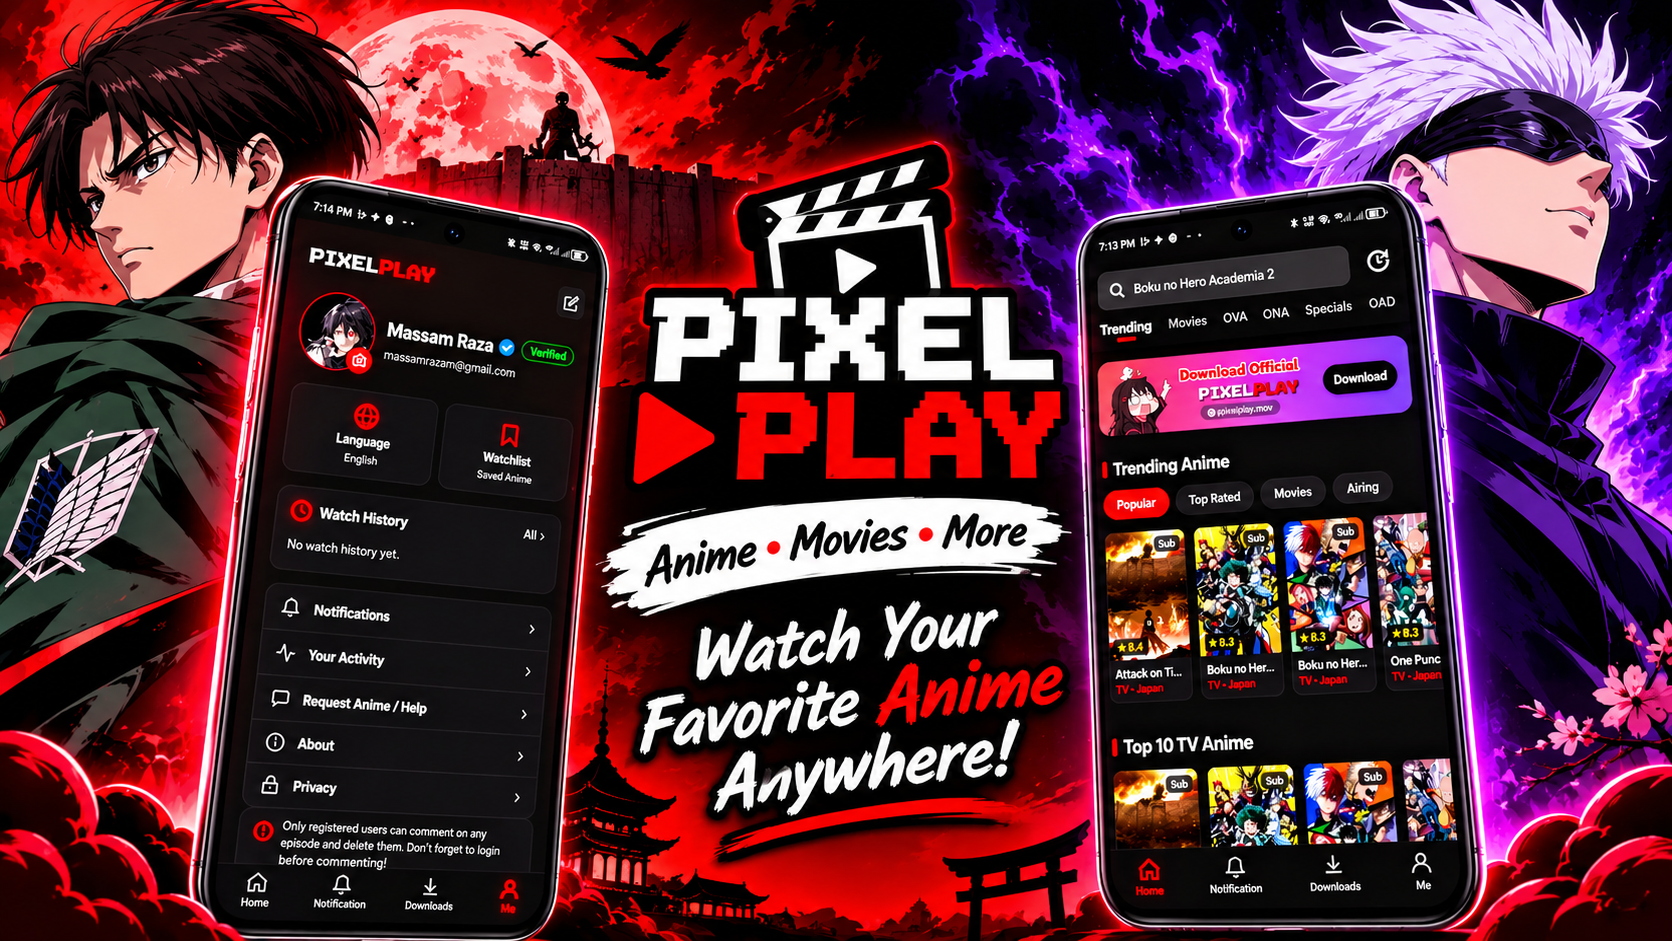 7:14 PM
PIXELPLAY
Massam Raza
Verified
massamrazam@gmail.com
Language
English
Watchlist
Saved Anime
Watch History
All >
No watch history yet.
Notifications >
Your Activity >
Request Anime / Help >
About >
Privacy >
Only registered users can comment on any
episode and delete them. Don't forget to login
before commenting!
Home
Notification
Downloads
Me
PIXEL
PLAY
Anime • Movies • More
Watch Your
Favorite Anime
Anywhere!
7:13 PM
Boku no Hero Academia 2
Trending Movies OVA ONA Specials OAD
Download Official
PIXELPLAY
Download
Trending Anime
Popular Top Rated Movies Airing
Sub Sub Sub
★8.4 ★8.3 ★8.3 ★8.3
Attack on Ti... Boku no Her... Boku no Her... One Punc
TV - Japan TV - Japan TV - Japan TV - Japan
Top 10 TV Anime
Sub Sub Sub
Home
Notification
Downloads
Me